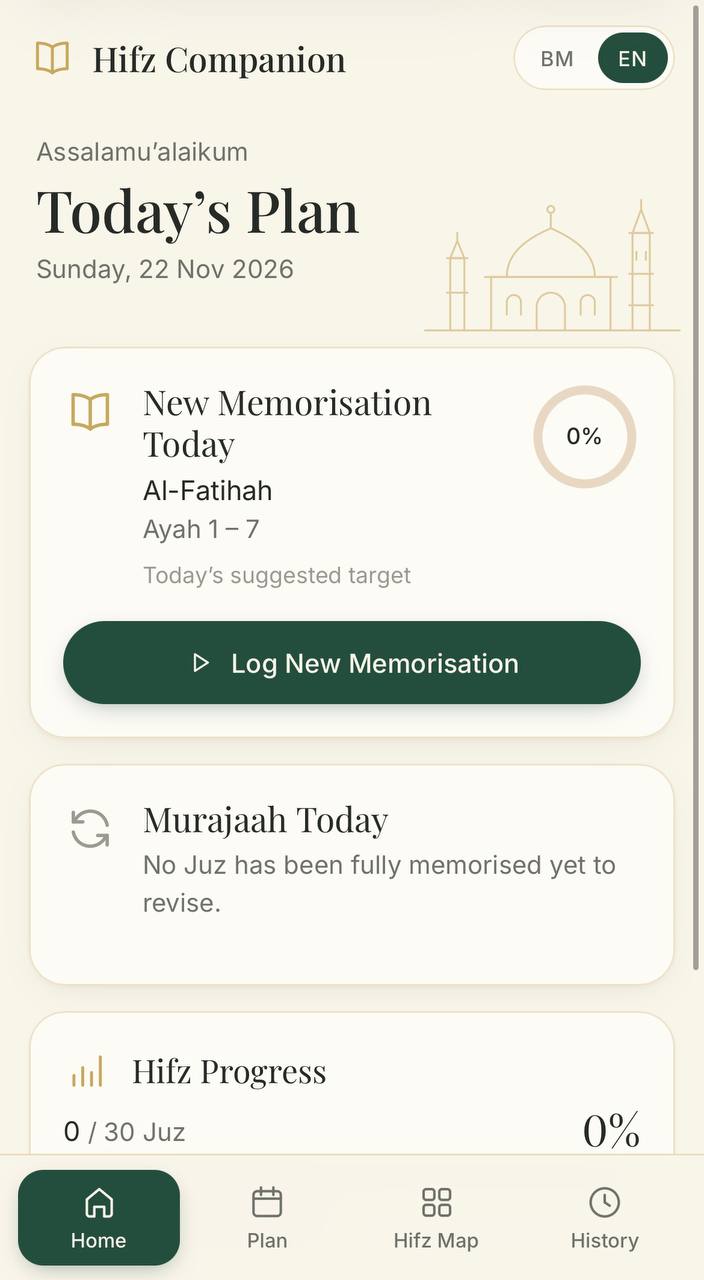 Hifz Companion
BM
EN
Assalamu’alaikum
Today’s Plan
Sunday, 22 Nov 2026
New Memorisation
Today
0%
Al-Fatihah
Ayah 1 – 7
Today’s suggested target
Log New Memorisation
Murajaah Today
No Juz has been fully memorised yet to
revise.
Hifz Progress
0 / 30 Juz
0%
Home
Plan
Hifz Map
History